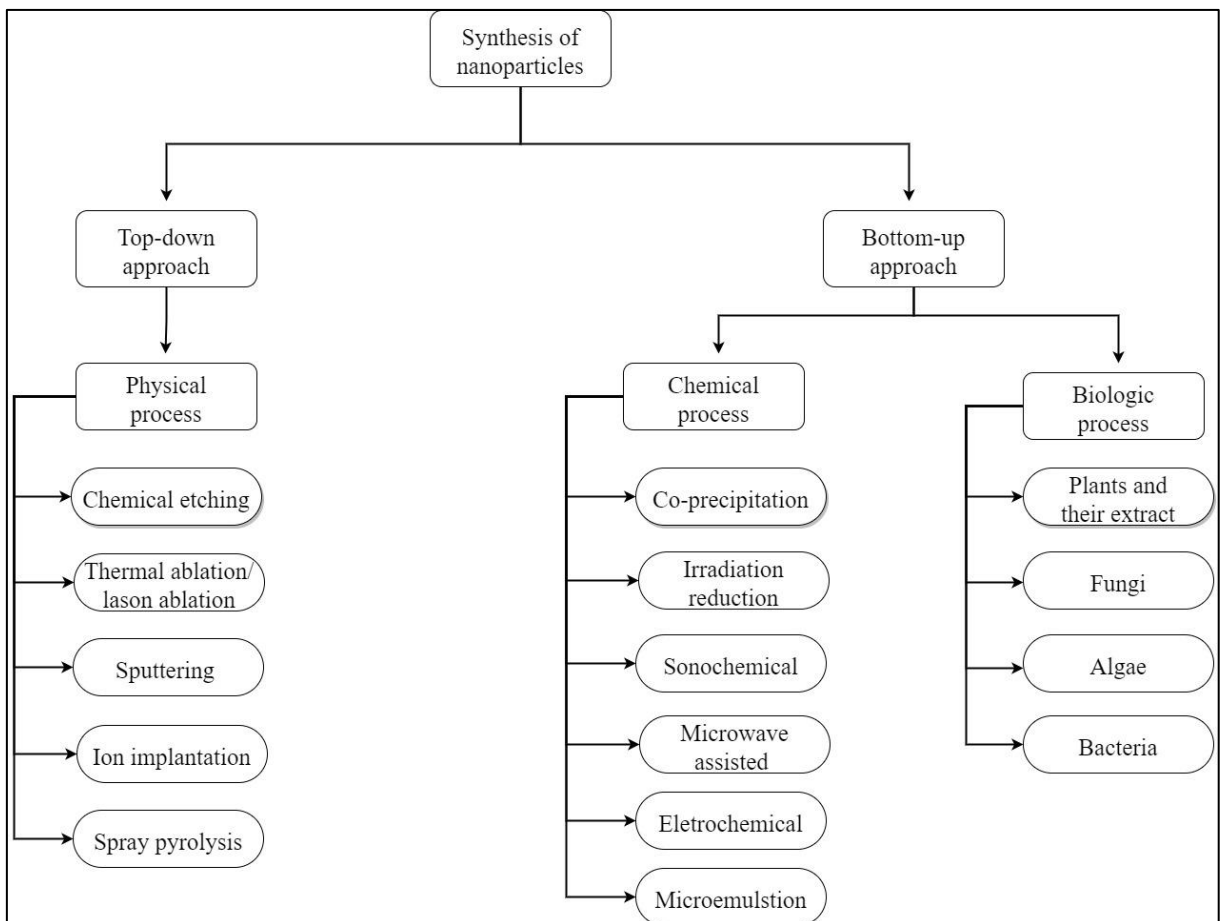 Synthesis of
nanoparticles
Top-down
approach
Bottom-up
approach
Physical
process
Chemical etching
Thermal ablation/
lason ablation
Sputtering
Ion implantation
Spray pyrolysis
Chemical
process
Co-precipitation
Irradiation
reduction
Sonochemical
Microwave
assisted
Eletrochemical
Microemulstion
Biologic
process
Plants and
their extract
Fungi
Algae
Bacteria